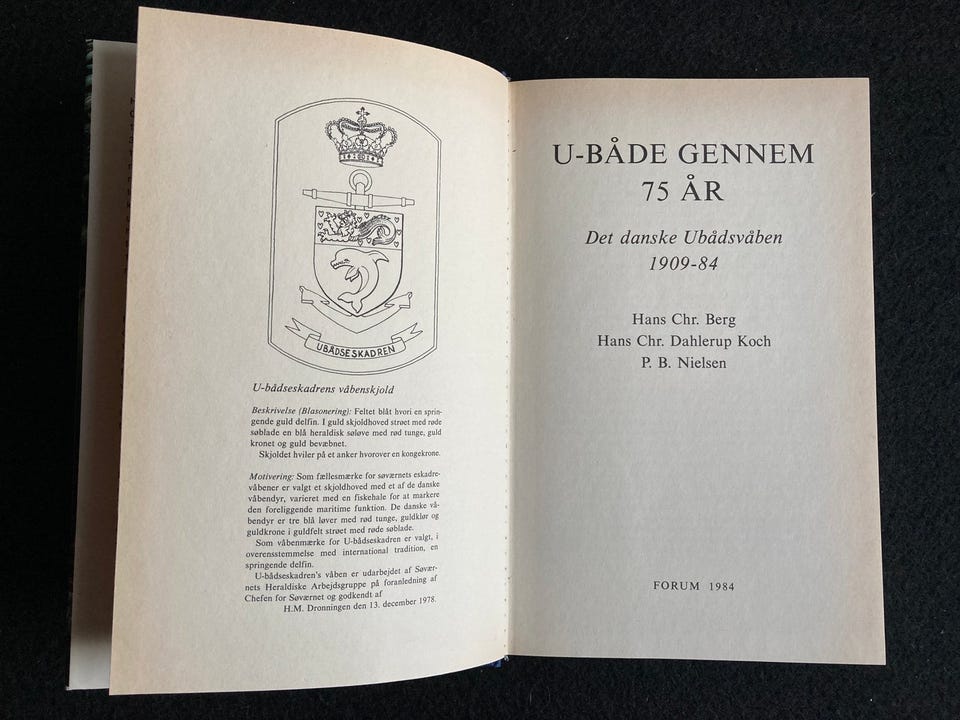 UBÅDSESKADREN
U-bådseskadrens våbenskjold
Beskrivelse (Blasonering): Feltet blåt hvori en sprin-
gende guld delfin. I guld skjoldhoved strøet med røde
søblade en blå heraldisk søløve med rød tunge, guld
kronet og guld bevæbnet.
Skjoldet hviler på et anker hvorover en kongekrone.
Motivering: Som fællesmærke for søværnets eskadre-
våbener er valgt et skjoldhoved med et af de danske
våbendyr, varieret med en fiskehale for at markere
den foreliggende maritime funktion. De danske vå-
bendyr er tre blå løver med rød tunge, guldklør og
guldkrone i guldfelt strøet med røde søblade.
Som våbenmærke for U-bådseskadren er valgt, i
overensstemmelse med international tradition, en
springende delfin.
U-bådseskadren's våben er udarbejdet af Søvær-
nets Heraldiske Arbejdsgruppe på foranledning af
Chefen for Søværnet og godkendt af
H.M. Dronningen den 13. december 1978.
U-BÅDE GENNEM
75 ÅR
Det danske Ubådsvåben
1909-84
Hans Chr. Berg
Hans Chr. Dahlerup Koch
P. B. Nielsen
FORUM 1984